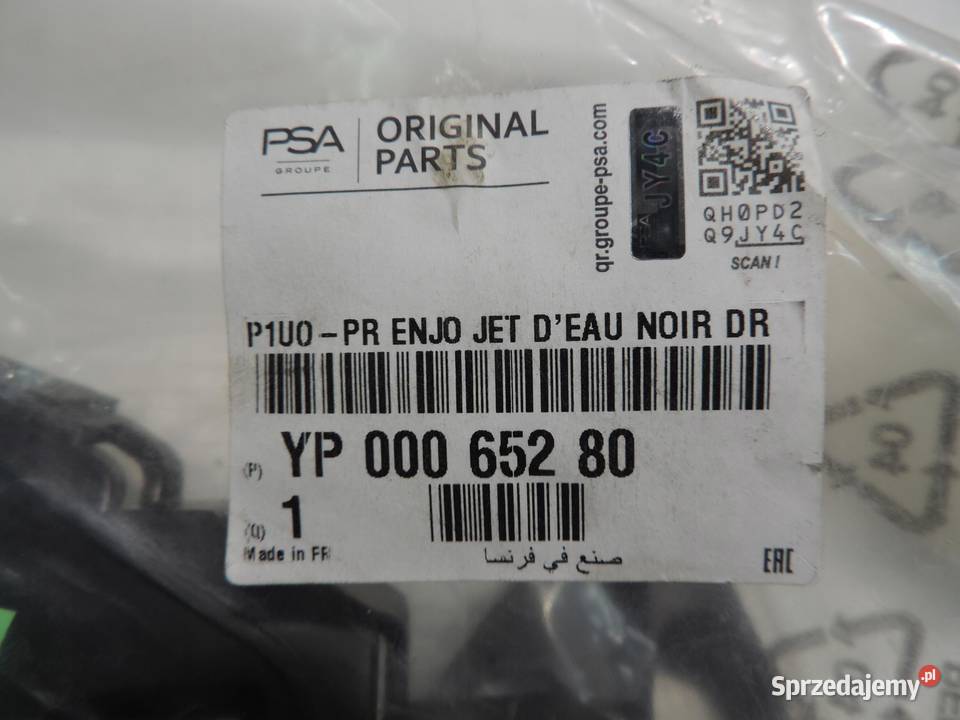 PSA
GROUPE
ORIGINAL
PARTS
qr.groupe-psa.com
JY4C
QH0PD2
Q9JY4C
SCAN!
P1U0-PR ENJO JET D'EAU NOIR DR
(P) YP 000 652 80
(Q) 1
Made in FR
صنع في فرنسا
EAC
40
Sprzedajemy.pl